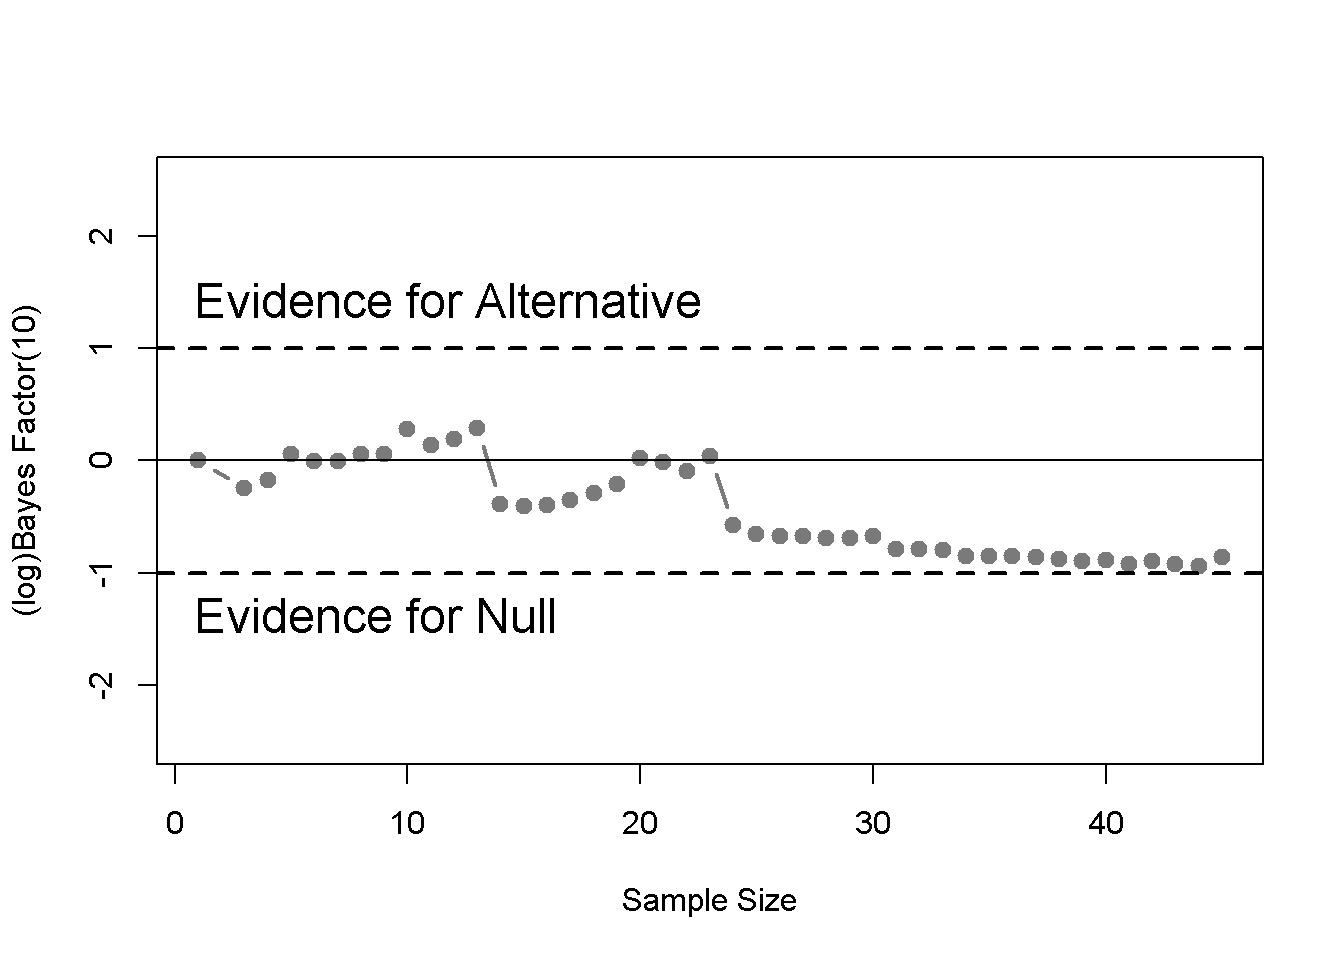 2
Evidence for Alternative
1
0
-1
Evidence for Null
-2
(log)Bayes Factor(10)
0 10 20 30 40
Sample Size